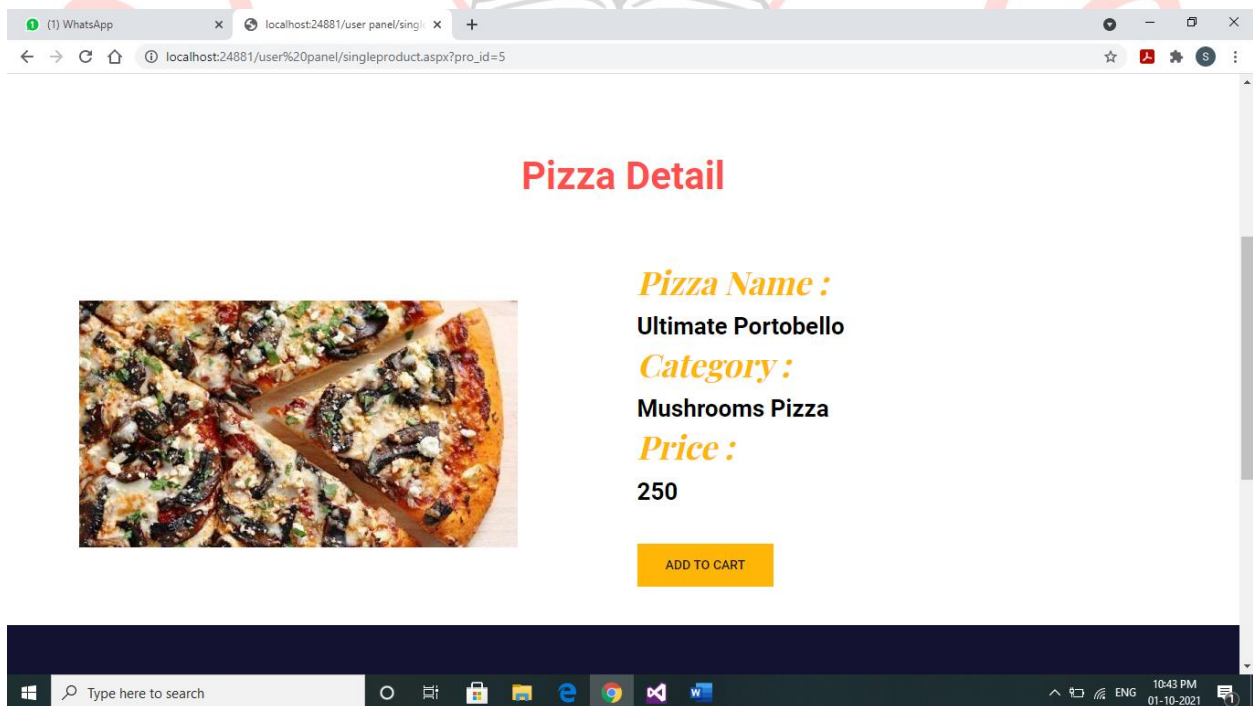 (1) WhatsApp
localhost:24881/user panel/singl
localhost:24881/user%20panel/singleproduct.aspx?pro_id=5
S
Pizza Detail
Pizza Name :
Ultimate Portobello
Category :
Mushrooms Pizza
Price :
250
ADD TO CART
Type here to search
ENG
10:43 PM
01-10-2021